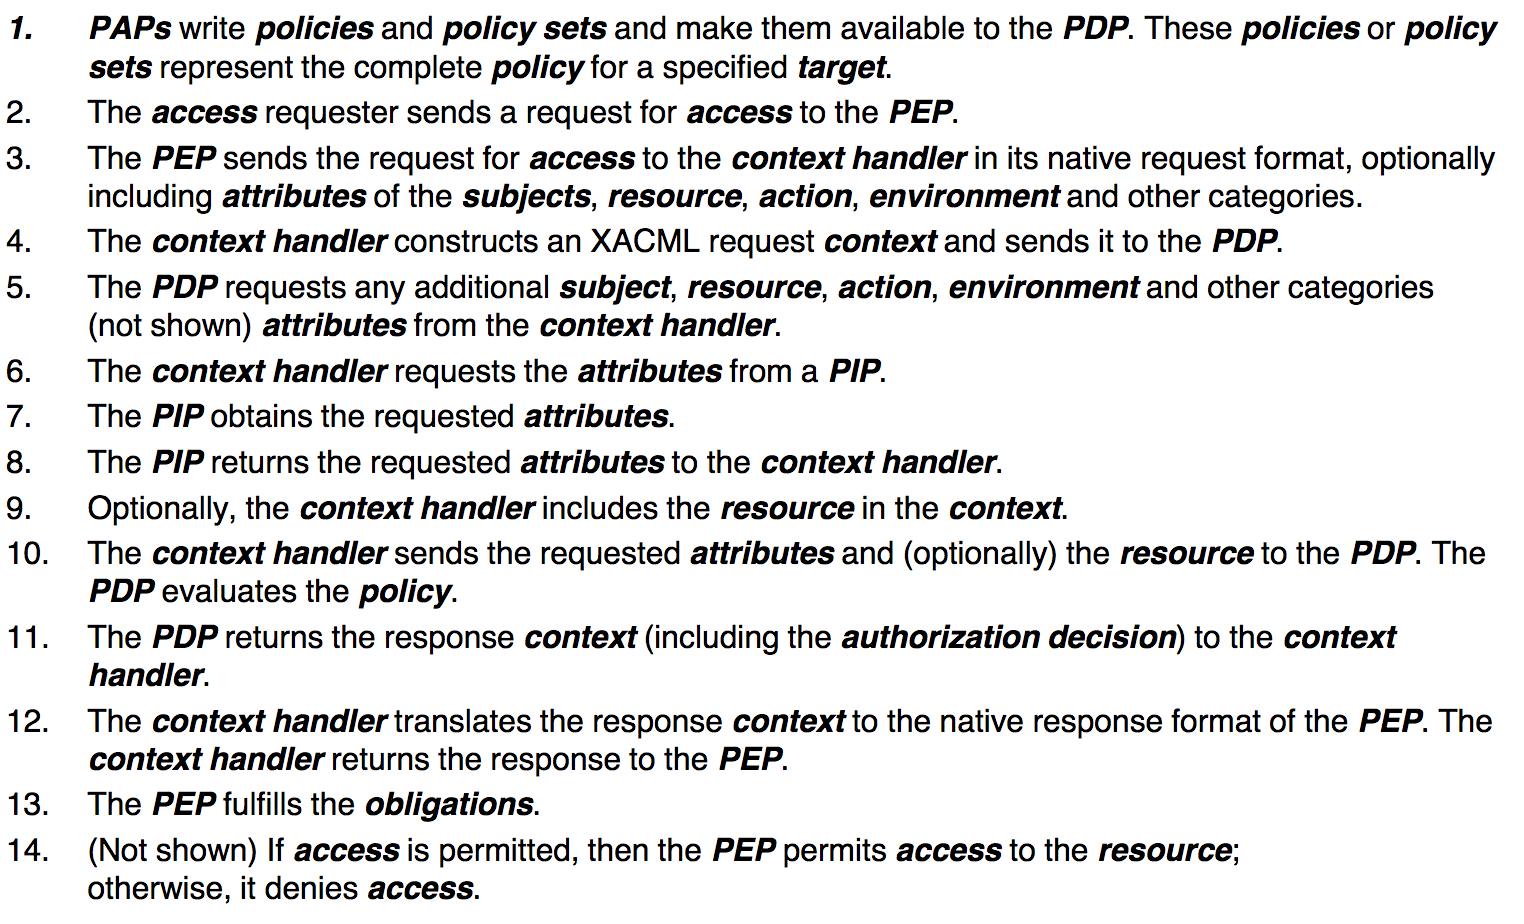 1. PAPs write policies and policy sets and make them available to the PDP. These policies or policy
sets represent the complete policy for a specified target.
2. The access requester sends a request for access to the PEP.
3. The PEP sends the request for access to the context handler in its native request format, optionally
including attributes of the subjects, resource, action, environment and other categories.
4. The context handler constructs an XACML request context and sends it to the PDP.
5. The PDP requests any additional subject, resource, action, environment and other categories
(not shown) attributes from the context handler.
6. The context handler requests the attributes from a PIP.
7. The PIP obtains the requested attributes.
8. The PIP returns the requested attributes to the context handler.
9. Optionally, the context handler includes the resource in the context.
10. The context handler sends the requested attributes and (optionally) the resource to the PDP. The
PDP evaluates the policy.
11. The PDP returns the response context (including the authorization decision) to the context
handler.
12. The context handler translates the response context to the native response format of the PEP. The
context handler returns the response to the PEP.
13. The PEP fulfills the obligations.
14. (Not shown) If access is permitted, then the PEP permits access to the resource;
otherwise, it denies access.